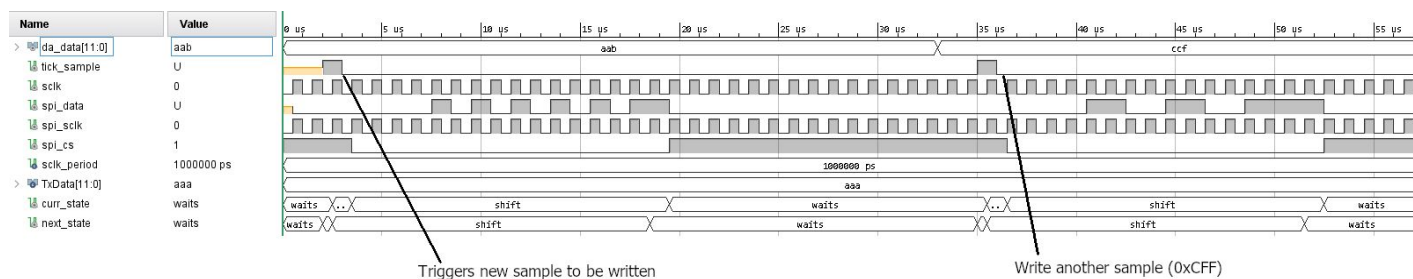 Name Value
0 us 5 us 10 us 15 us 20 us 25 us 30 us 35 us 40 us 45 us 50 us 55 us
da_data[11:0] aab aab ccf
tick_sample U
sclk 0
spi_data U
spi_sclk 0
spi_cs 1
sclk_period 1000000 ps 1000000 ps
TxData[11:0] aaa aaa
curr_state waits waits .. shift waits .. shift waits
next_state waits waits shift waits shift waits
Triggers new sample to be written
Write another sample (0xCFF)